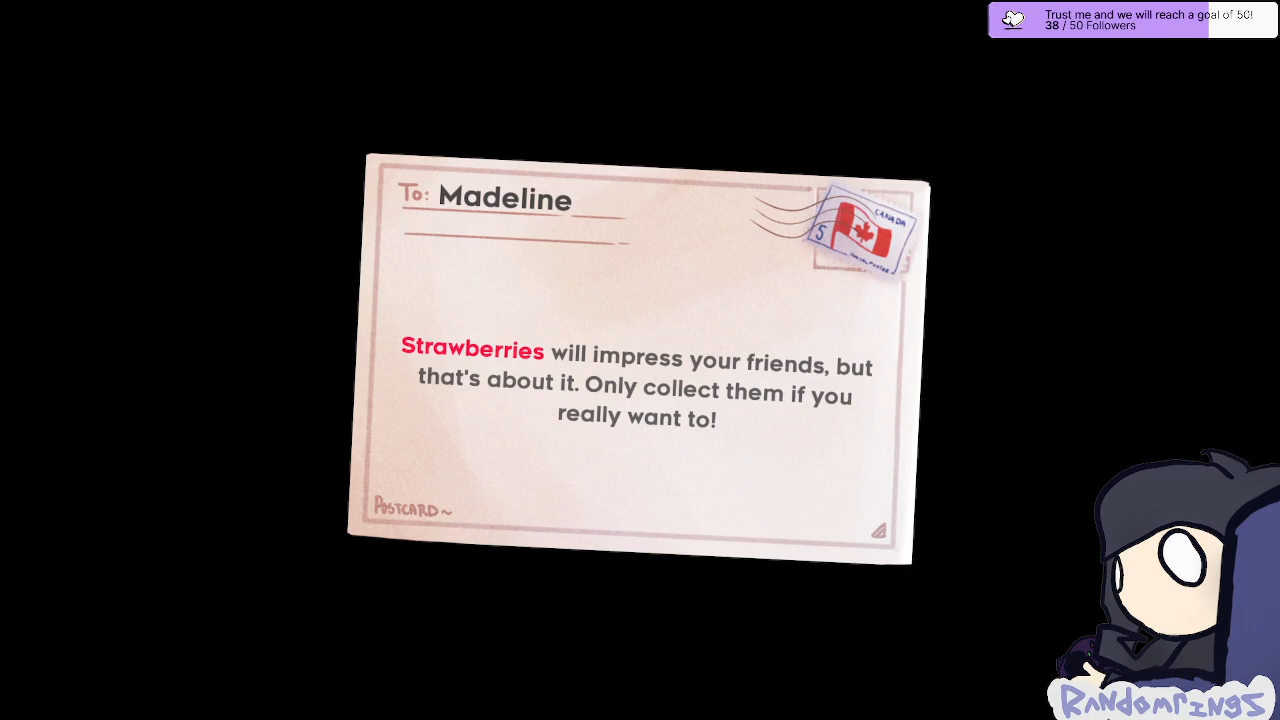 Trust me and we will reach a goal of 50!
38 / 50 Followers
To: Madeline
CANADA
5
Strawberries will impress your friends, but
that's about it. Only collect them if you
really want to!
POSTCARD~
RANDOMrINGS